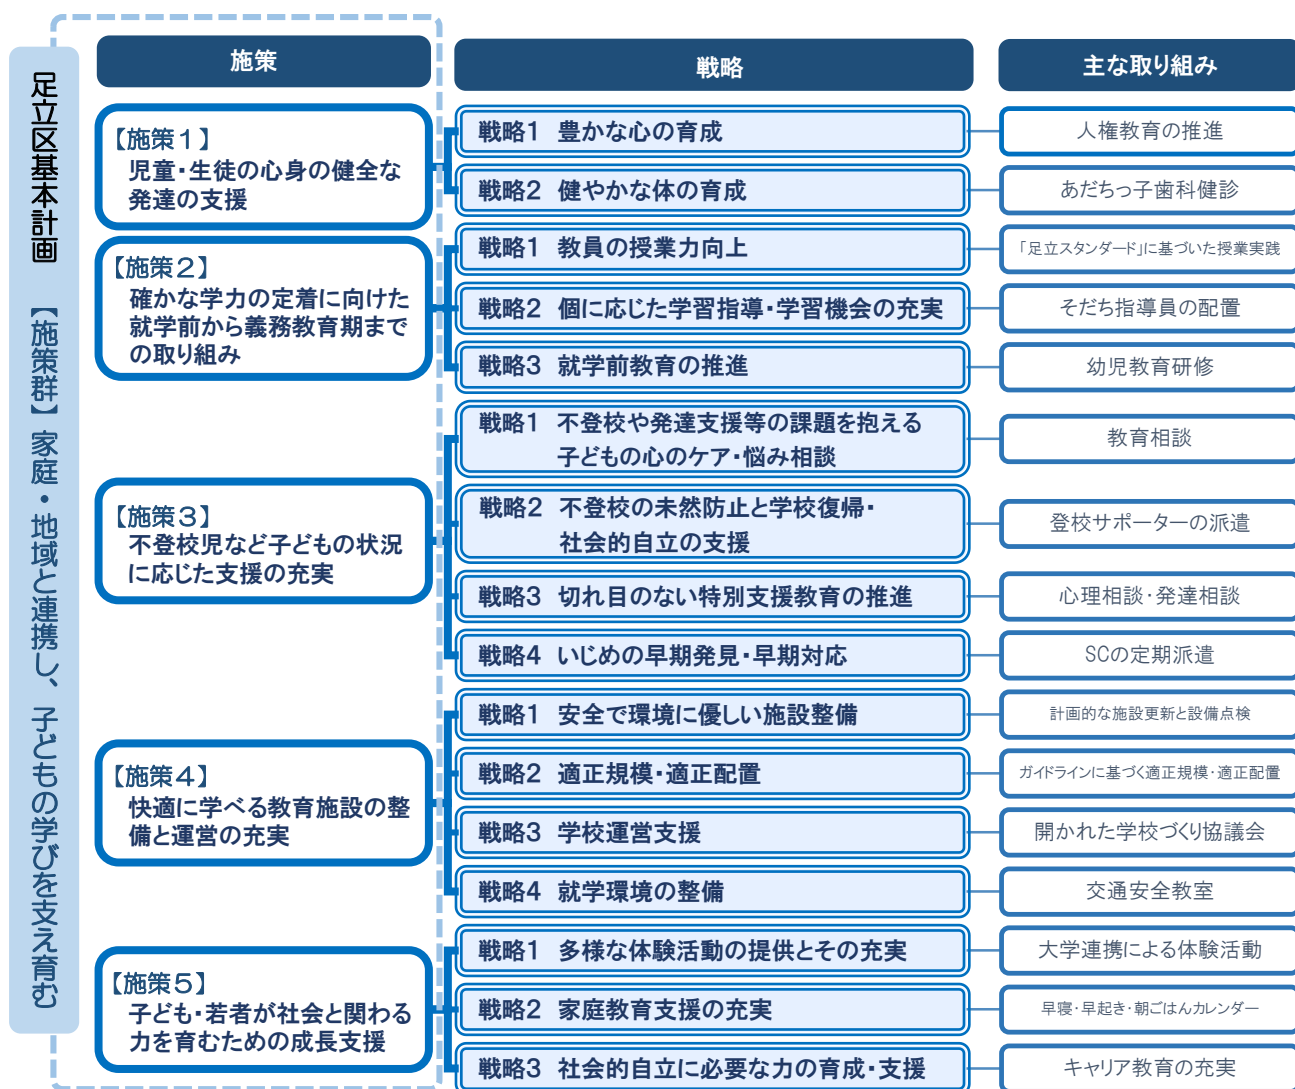 足立区基本計画 【施策群】家庭・地域と連携し、子どもの学びを支え育む
施策
戦略
主な取り組み
【施策1】
児童・生徒の心身の健全な
発達の支援
戦略1 豊かな心の育成
人権教育の推進
戦略2 健やかな体の育成
あだちっ子歯科健診
【施策2】
確かな学力の定着に向けた
就学前から義務教育期まで
の取り組み
戦略1 教員の授業力向上
「足立スタンダード」に基づいた授業実践
戦略2 個に応じた学習指導・学習機会の充実
そだち指導員の配置
戦略3 就学前教育の推進
幼児教育研修
【施策3】
不登校児など子どもの状況
に応じた支援の充実
戦略1 不登校や発達支援等の課題を抱える
子どもの心のケア・悩み相談
教育相談
戦略2 不登校の未然防止と学校復帰・
社会的自立の支援
登校サポーターの派遣
戦略3 切れ目のない特別支援教育の推進
心理相談・発達相談
戦略4 いじめの早期発見・早期対応
SCの定期派遣
【施策4】
快適に学べる教育施設の整
備と運営の充実
戦略1 安全で環境に優しい施設整備
計画的な施設更新と設備点検
戦略2 適正規模・適正配置
ガイドラインに基づく適正規模・適正配置
戦略3 学校運営支援
開かれた学校づくり協議会
戦略4 就学環境の整備
交通安全教室
【施策5】
子ども・若者が社会と関わる
力を育むための成長支援
戦略1 多様な体験活動の提供とその充実
大学連携による体験活動
戦略2 家庭教育支援の充実
早寝・早起き・朝ごはんカレンダー
戦略3 社会的自立に必要な力の育成・支援
キャリア教育の充実